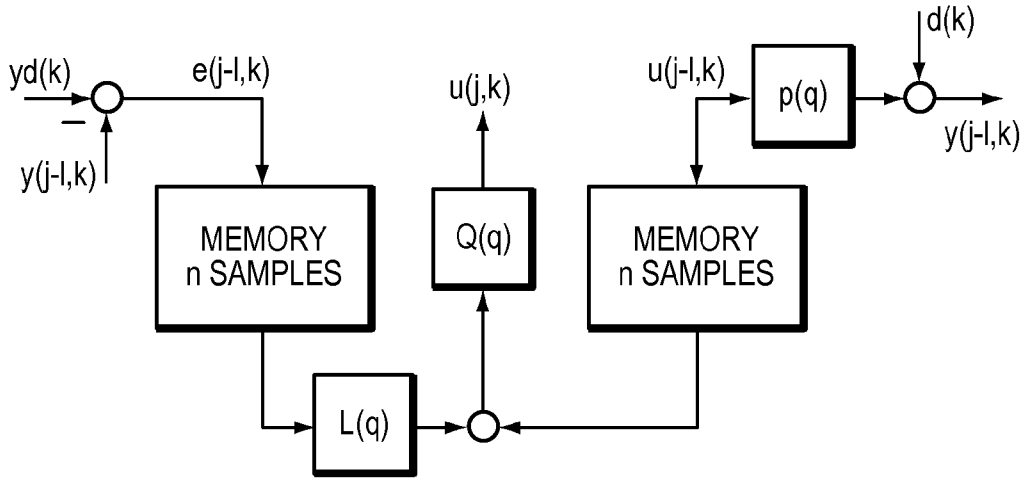 d(k)
yd(k)
e(j-l,k)
u(j,k)
u(j-l,k)
p(q)
–
y(j-l,k)
y(j-l,k)
MEMORY
n SAMPLES
Q(q)
MEMORY
n SAMPLES
L(q)